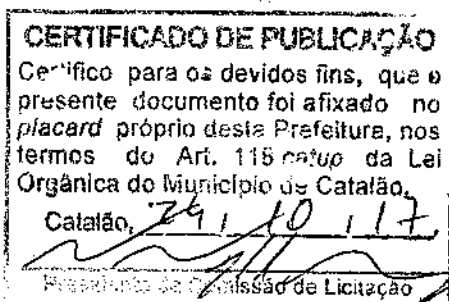 CERTIFICADO DE PUBLICAÇÃO
Certifico para os devidos fins, que o
presente documento foi afixado no
placard próprio desta Prefeitura, nos
termos do Art. 115 da Lei
Orgânica do Município de Catalão.
Catalão, 24, 10, 17
Presidente da Comissão de Licitação